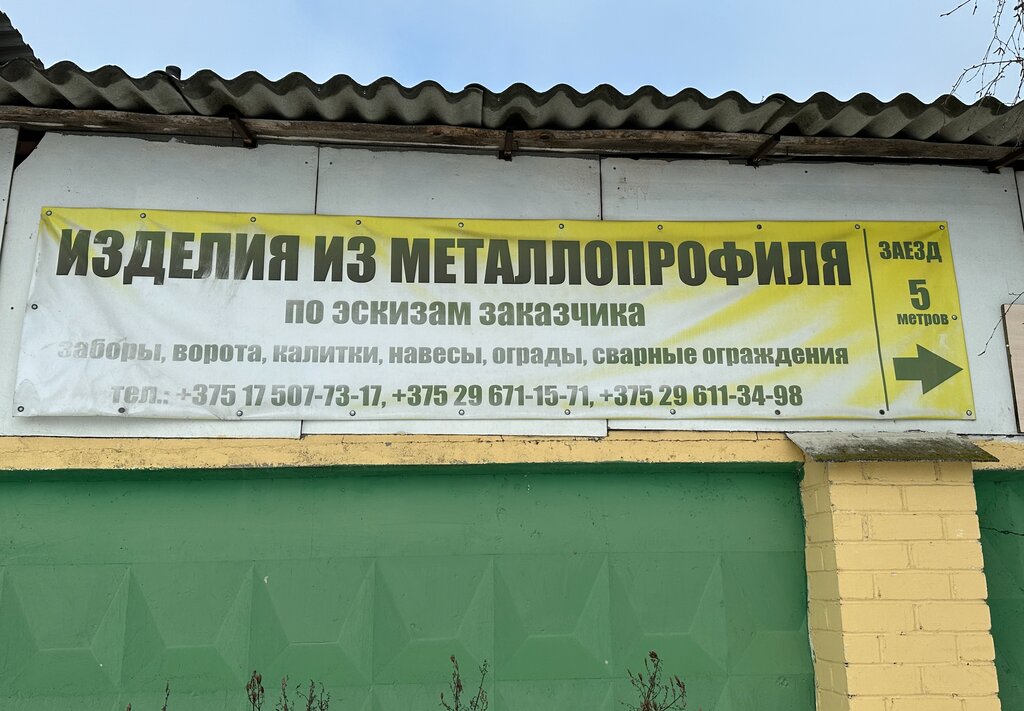 ИЗДЕЛИЯ ИЗ МЕТАЛЛОПРОФИЛЯ
по эскизам заказчика
заборы, ворота, калитки, навесы, ограды, сварные ограждения
тел.: +375 17 507-73-17, +375 29 671-15-71, +375 29 611-34-98
ЗАЕЗД
5
метров